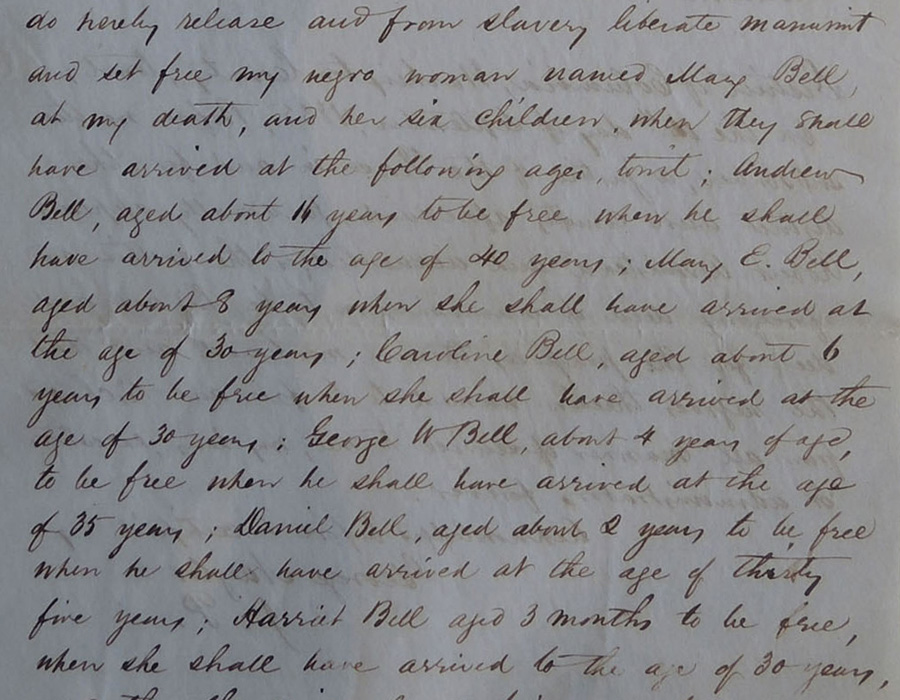 do hereby release and from slavery liberate manumit
and set free my negro woman named Mary Bell,
at my death, and her six children, when they shall
have arrived at the following ages, towit ; Andrew
Bell, aged about 11 years to be free when he shall
have arrived to the age of 40 years ; Mary E. Bell,
aged about 8 years when she shall have arrived at
the age of 30 years ; Caroline Bell, aged about 6
years to be free when she shall have arrived at the
age of 30 years ; George W Bell, about 4 years of age,
to be free when he shall have arrived at the age
of 35 years ; Daniel Bell, aged about 2 years to be free
when he shall have arrived at the age of thirty
five years ; Harriet Bell aged 3 months to be free,
when she shall have arrived to the age of 30 years,